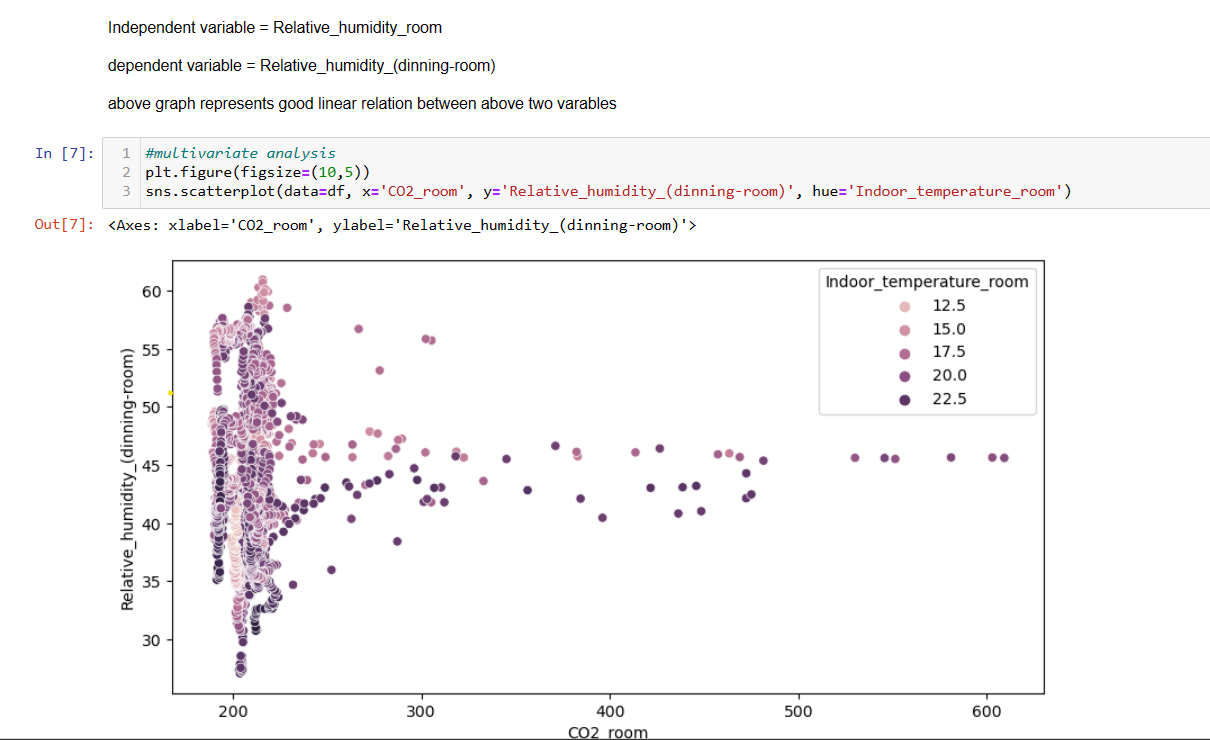 Independent variable = Relative_humidity_room
dependent variable = Relative_humidity_(dinning-room)
above graph represents good linear relation between above two varables
In [7]:
1 #multivariate analysis
2 plt.figure(figsize=(10,5))
3 sns.scatterplot(data=df, x='CO2_room', y='Relative_humidity_(dinning-room)', hue='Indoor_temperature_room')
Out[7]: <Axes: xlabel='CO2_room', ylabel='Relative_humidity_(dinning-room)'>
Relative_humidity_(dinning-room)
60
55
50
45
40
35
30
Indoor_temperature_room
12.5
15.0
17.5
20.0
22.5
200 300 400 500 600
CO2_room